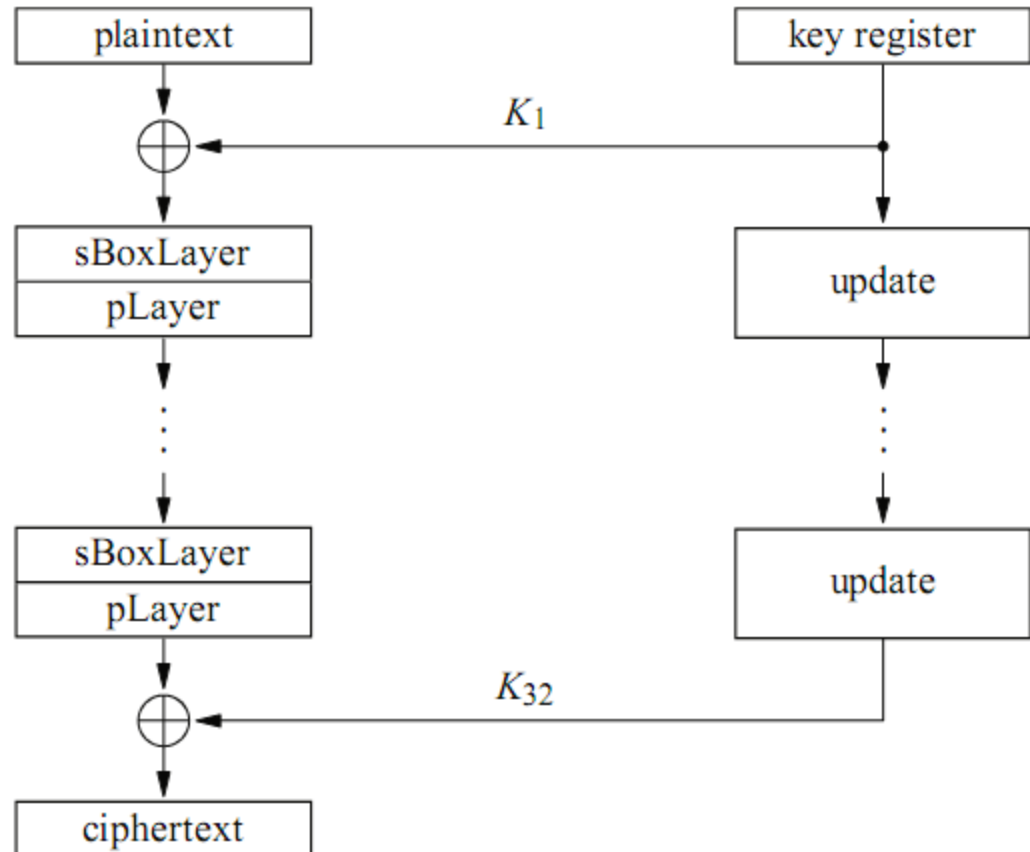 plaintext
key register
K1
sBoxLayer
pLayer
update
sBoxLayer
pLayer
update
K32
ciphertext